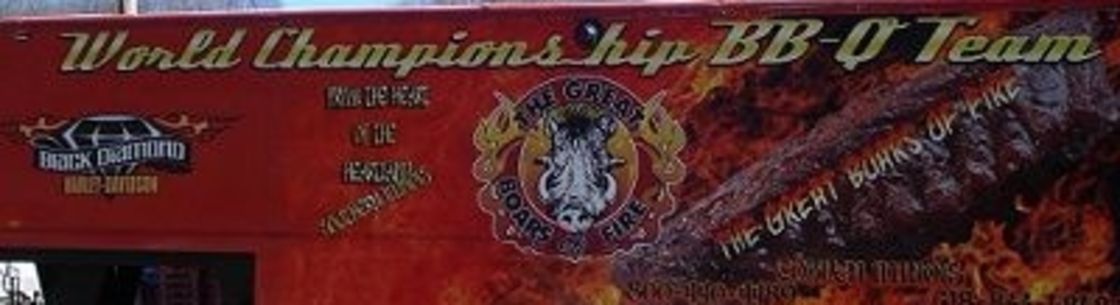 World Championship BB-Q Team
BLACK DIAMOND
HARLEY-DAVIDSON
FROM THE HEART
OF THE
HEARTLAND
THE GREAT
BOARS OF FIRE
THE GREAT BOARS OF FIRE